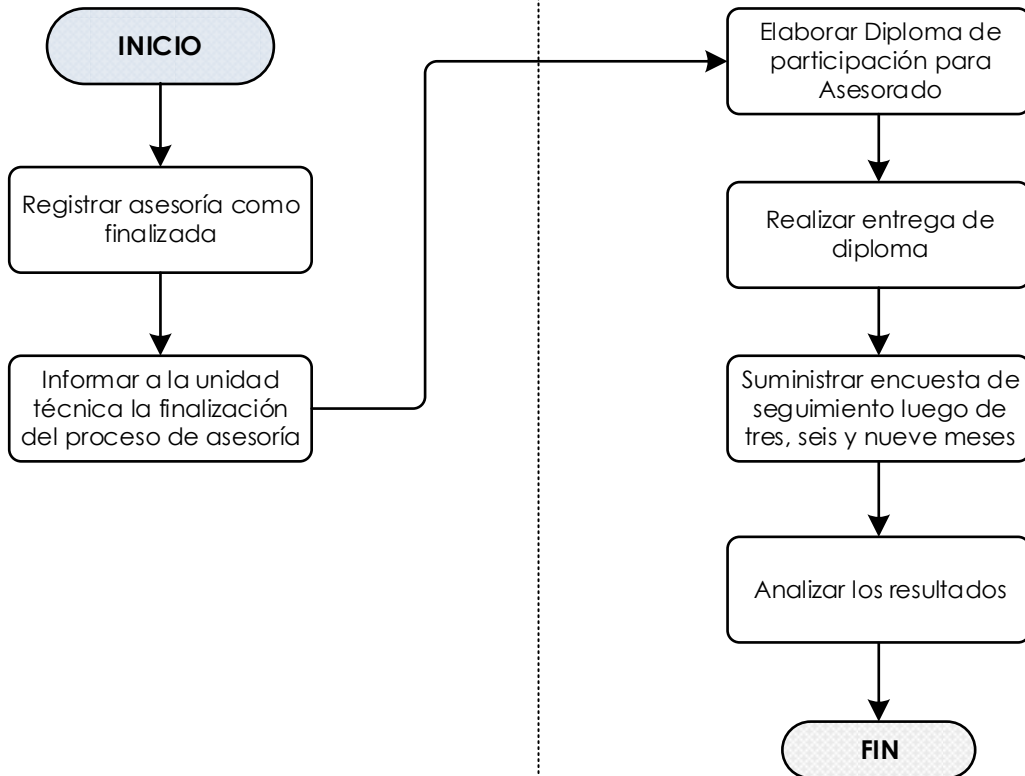 INICIO
Registrar asesoría como
finalizada
Informar a la unidad
técnica la finalización
del proceso de asesoría
Elaborar Diploma de
participación para
Asesorado
Realizar entrega de
diploma
Suministrar encuesta de
seguimiento luego de
tres, seis y nueve meses
Analizar los resultados
FIN